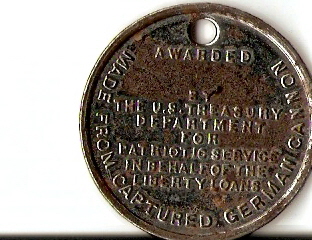 AWARDED
BY
THE U.S. TREASURY
DEPARTMENT
FOR
PATRIOTIC SERVICE
IN BEHALF OF THE
LIBERTY LOANS.
MADE FROM CAPTURED GERMAN CANNON